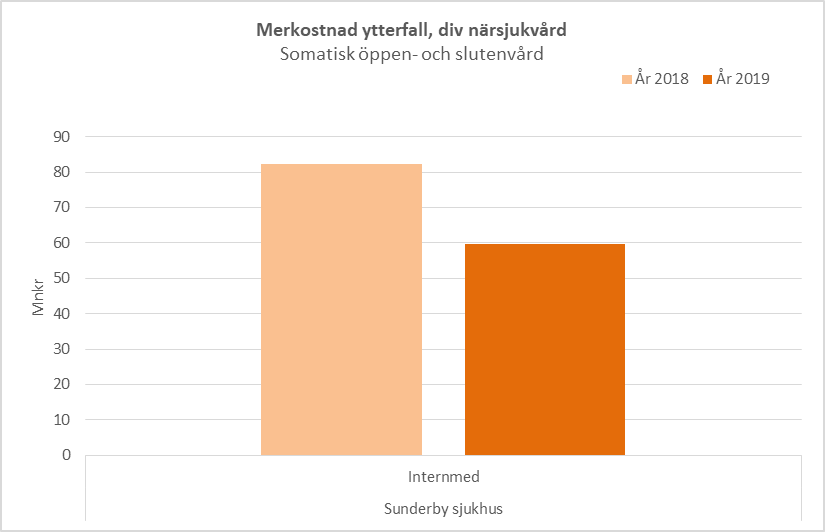 Merkostnad ytterfall, div närsjukvård
Somatisk öppen- och slutenvård
År 2018 År 2019
90
80
70
60
50
40
30
20
10
0
Mnkr
Internmed
Sunderby sjukhus